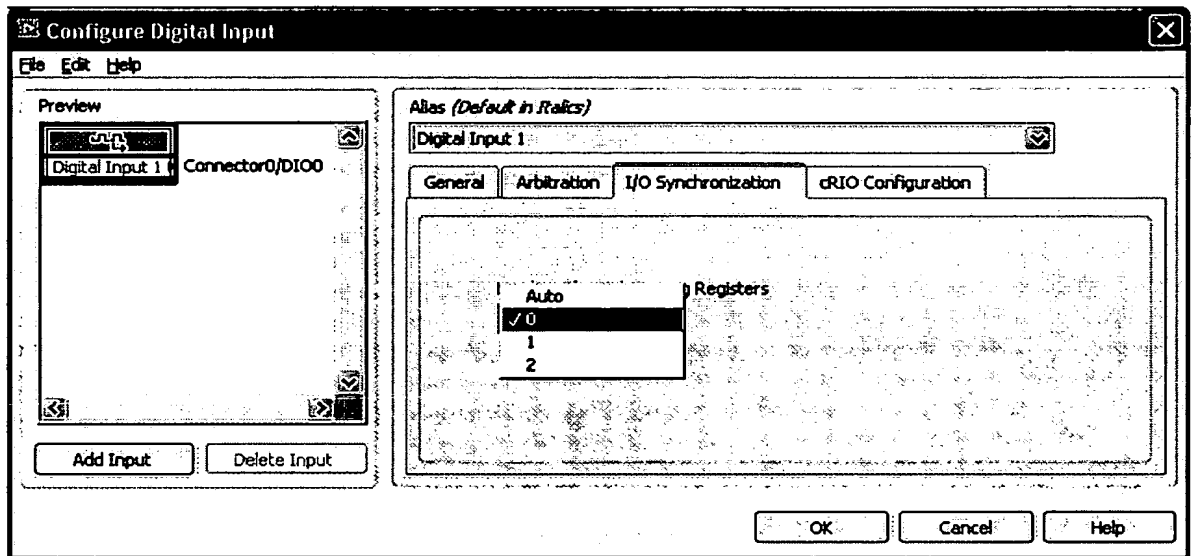 Configure Digital Input
File Edit Help
Preview
Digital Input 1
Connector0/DIO0
Add Input
Delete Input
Alias (Default in Italics)
Digital Input 1
General
Arbitration
I/O Synchronization
cRIO Configuration
Registers
Auto
✓ 0
1
2
OK
Cancel
Help